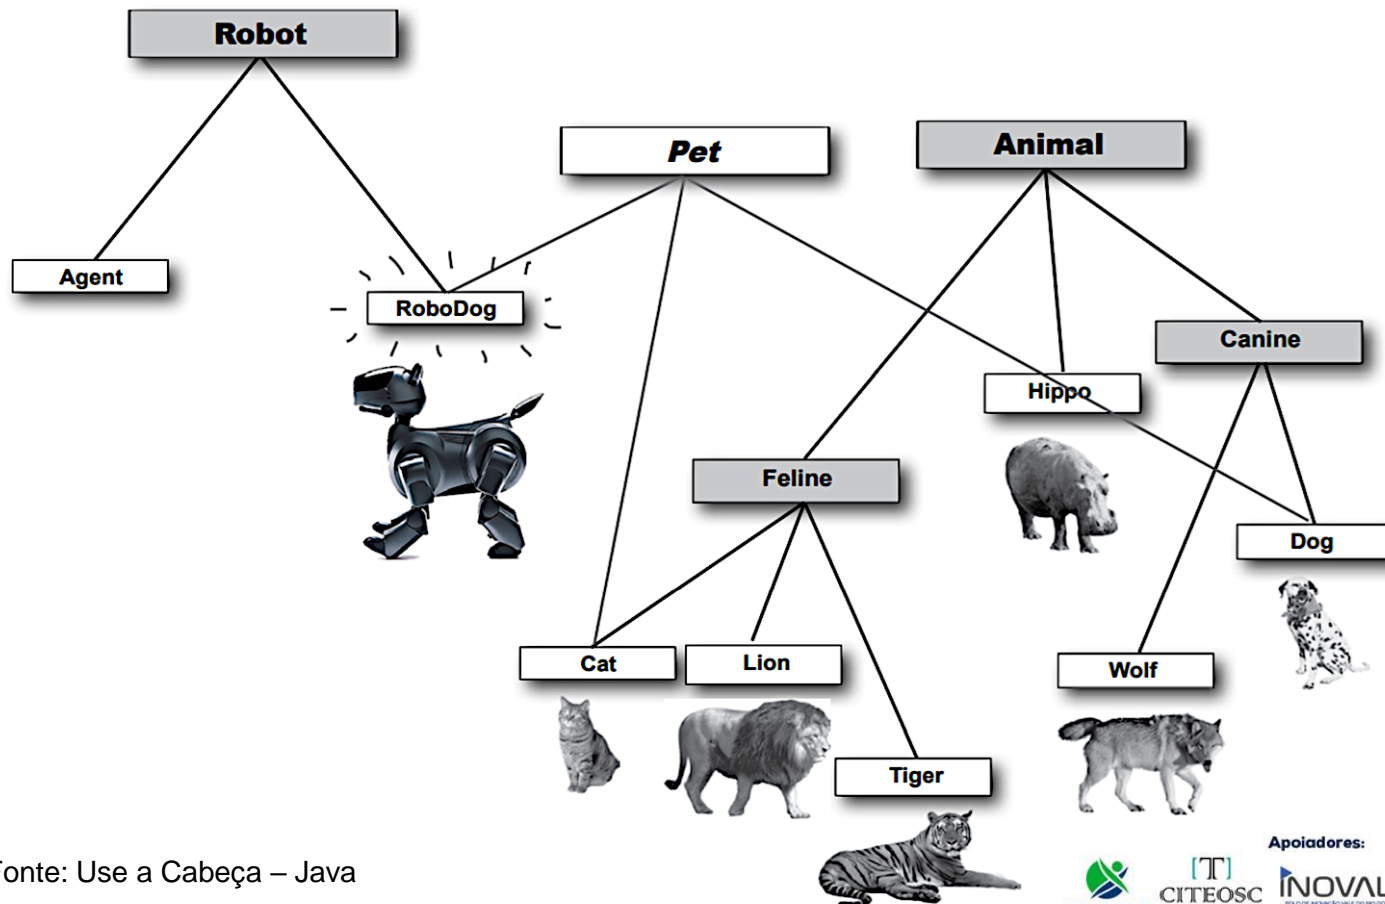 Robot
Pet
Animal
Agent
RoboDog
Canine
Hippo
Feline
Dog
Cat
Lion
Wolf
Tiger
Fonte: Use a Cabeça – Java
Apoiadores:
CITEOSC
INOVAL